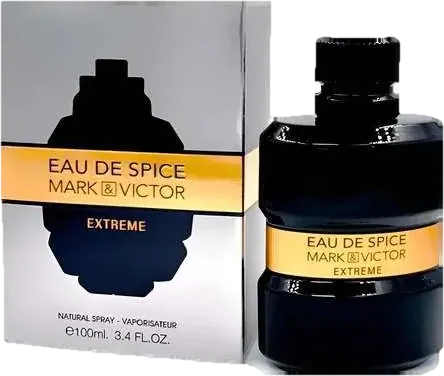 EAU DE SPICE
MARK & VICTOR
EXTREME
NATURAL SPRAY - VAPORISATEUR
℮100ml. 3.4 FL.OZ.
EAU DE SPICE
MARK & VICTOR
EXTREME